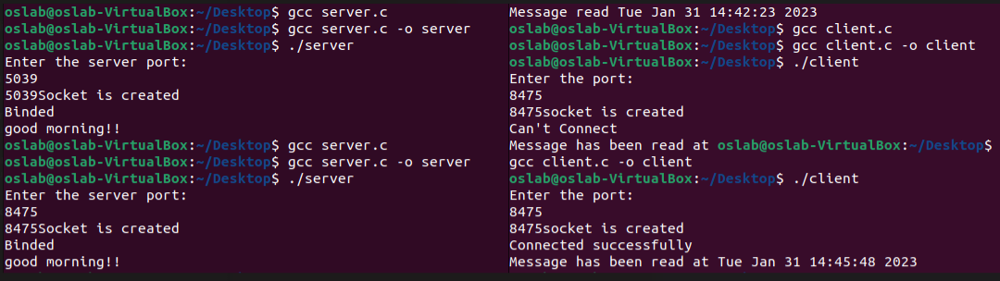 oslab@oslab-VirtualBox:~/Desktop$ gcc server.c
oslab@oslab-VirtualBox:~/Desktop$ gcc server.c -o server
oslab@oslab-VirtualBox:~/Desktop$ ./server
Enter the server port:
5039
5039Socket is created
Binded
good morning!!
oslab@oslab-VirtualBox:~/Desktop$ gcc server.c
oslab@oslab-VirtualBox:~/Desktop$ gcc server.c -o server
oslab@oslab-VirtualBox:~/Desktop$ ./server
Enter the server port:
8475
8475Socket is created
Binded
good morning!!
Message read Tue Jan 31 14:42:23 2023
oslab@oslab-VirtualBox:~/Desktop$ gcc client.c
oslab@oslab-VirtualBox:~/Desktop$ gcc client.c -o client
oslab@oslab-VirtualBox:~/Desktop$ ./client
Enter the port:
8475
8475socket is created
Can't Connect
Message has been read at oslab@oslab-VirtualBox:~/Desktop$
gcc client.c -o client
oslab@oslab-VirtualBox:~/Desktop$ ./client
Enter the port:
8475
8475socket is created
Connected successfully
Message has been read at Tue Jan 31 14:45:48 2023